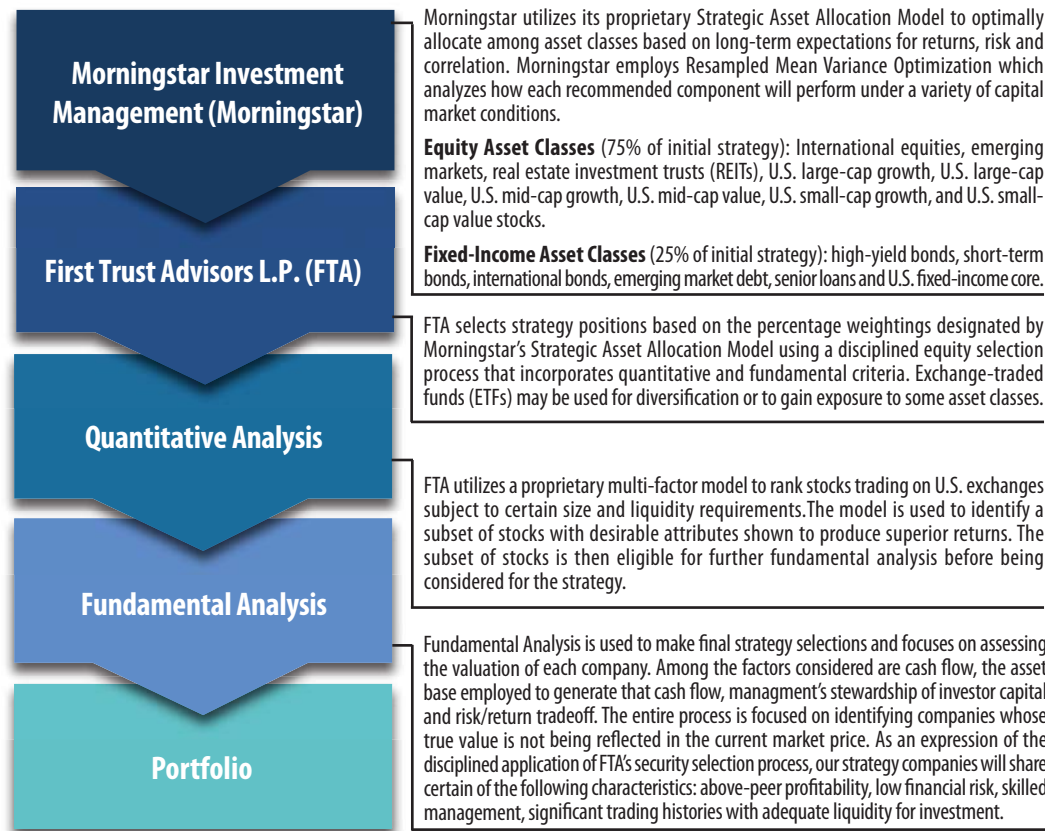 Morningstar Investment
Management (Morningstar)
Morningstar utilizes its proprietary Strategic Asset Allocation Model to optimally
allocate among asset classes based on long-term expectations for returns, risk and
correlation. Morningstar employs Resampled Mean Variance Optimization which
analyzes how each recommended component will perform under a variety of capital
market conditions.
Equity Asset Classes (75% of initial strategy): International equities, emerging
markets, real estate investment trusts (REITs), U.S. large-cap growth, U.S. large-cap
value, U.S. mid-cap growth, U.S. mid-cap value, U.S. small-cap growth, and U.S. small-
cap value stocks.
Fixed-Income Asset Classes (25% of initial strategy): high-yield bonds, short-term
bonds, international bonds, emerging market debt, senior loans and U.S. fixed-income core.
First Trust Advisors L.P. (FTA)
FTA selects strategy positions based on the percentage weightings designated by
Morningstar's Strategic Asset Allocation Model using a disciplined equity selection
process that incorporates quantitative and fundamental criteria. Exchange-traded
funds (ETFs) may be used for diversification or to gain exposure to some asset classes.
Quantitative Analysis
FTA utilizes a proprietary multi-factor model to rank stocks trading on U.S. exchanges
subject to certain size and liquidity requirements.The model is used to identify a
subset of stocks with desirable attributes shown to produce superior returns. The
subset of stocks is then eligible for further fundamental analysis before being
considered for the strategy.
Fundamental Analysis
Fundamental Analysis is used to make final strategy selections and focuses on assessing
the valuation of each company. Among the factors considered are cash flow, the asset
base employed to generate that cash flow, managment's stewardship of investor capital
and risk/return tradeoff. The entire process is focused on identifying companies whose
true value is not being reflected in the current market price. As an expression of the
disciplined application of FTA's security selection process, our strategy companies will share
certain of the following characteristics: above-peer profitability, low financial risk, skilled
management, significant trading histories with adequate liquidity for investment.
Portfolio